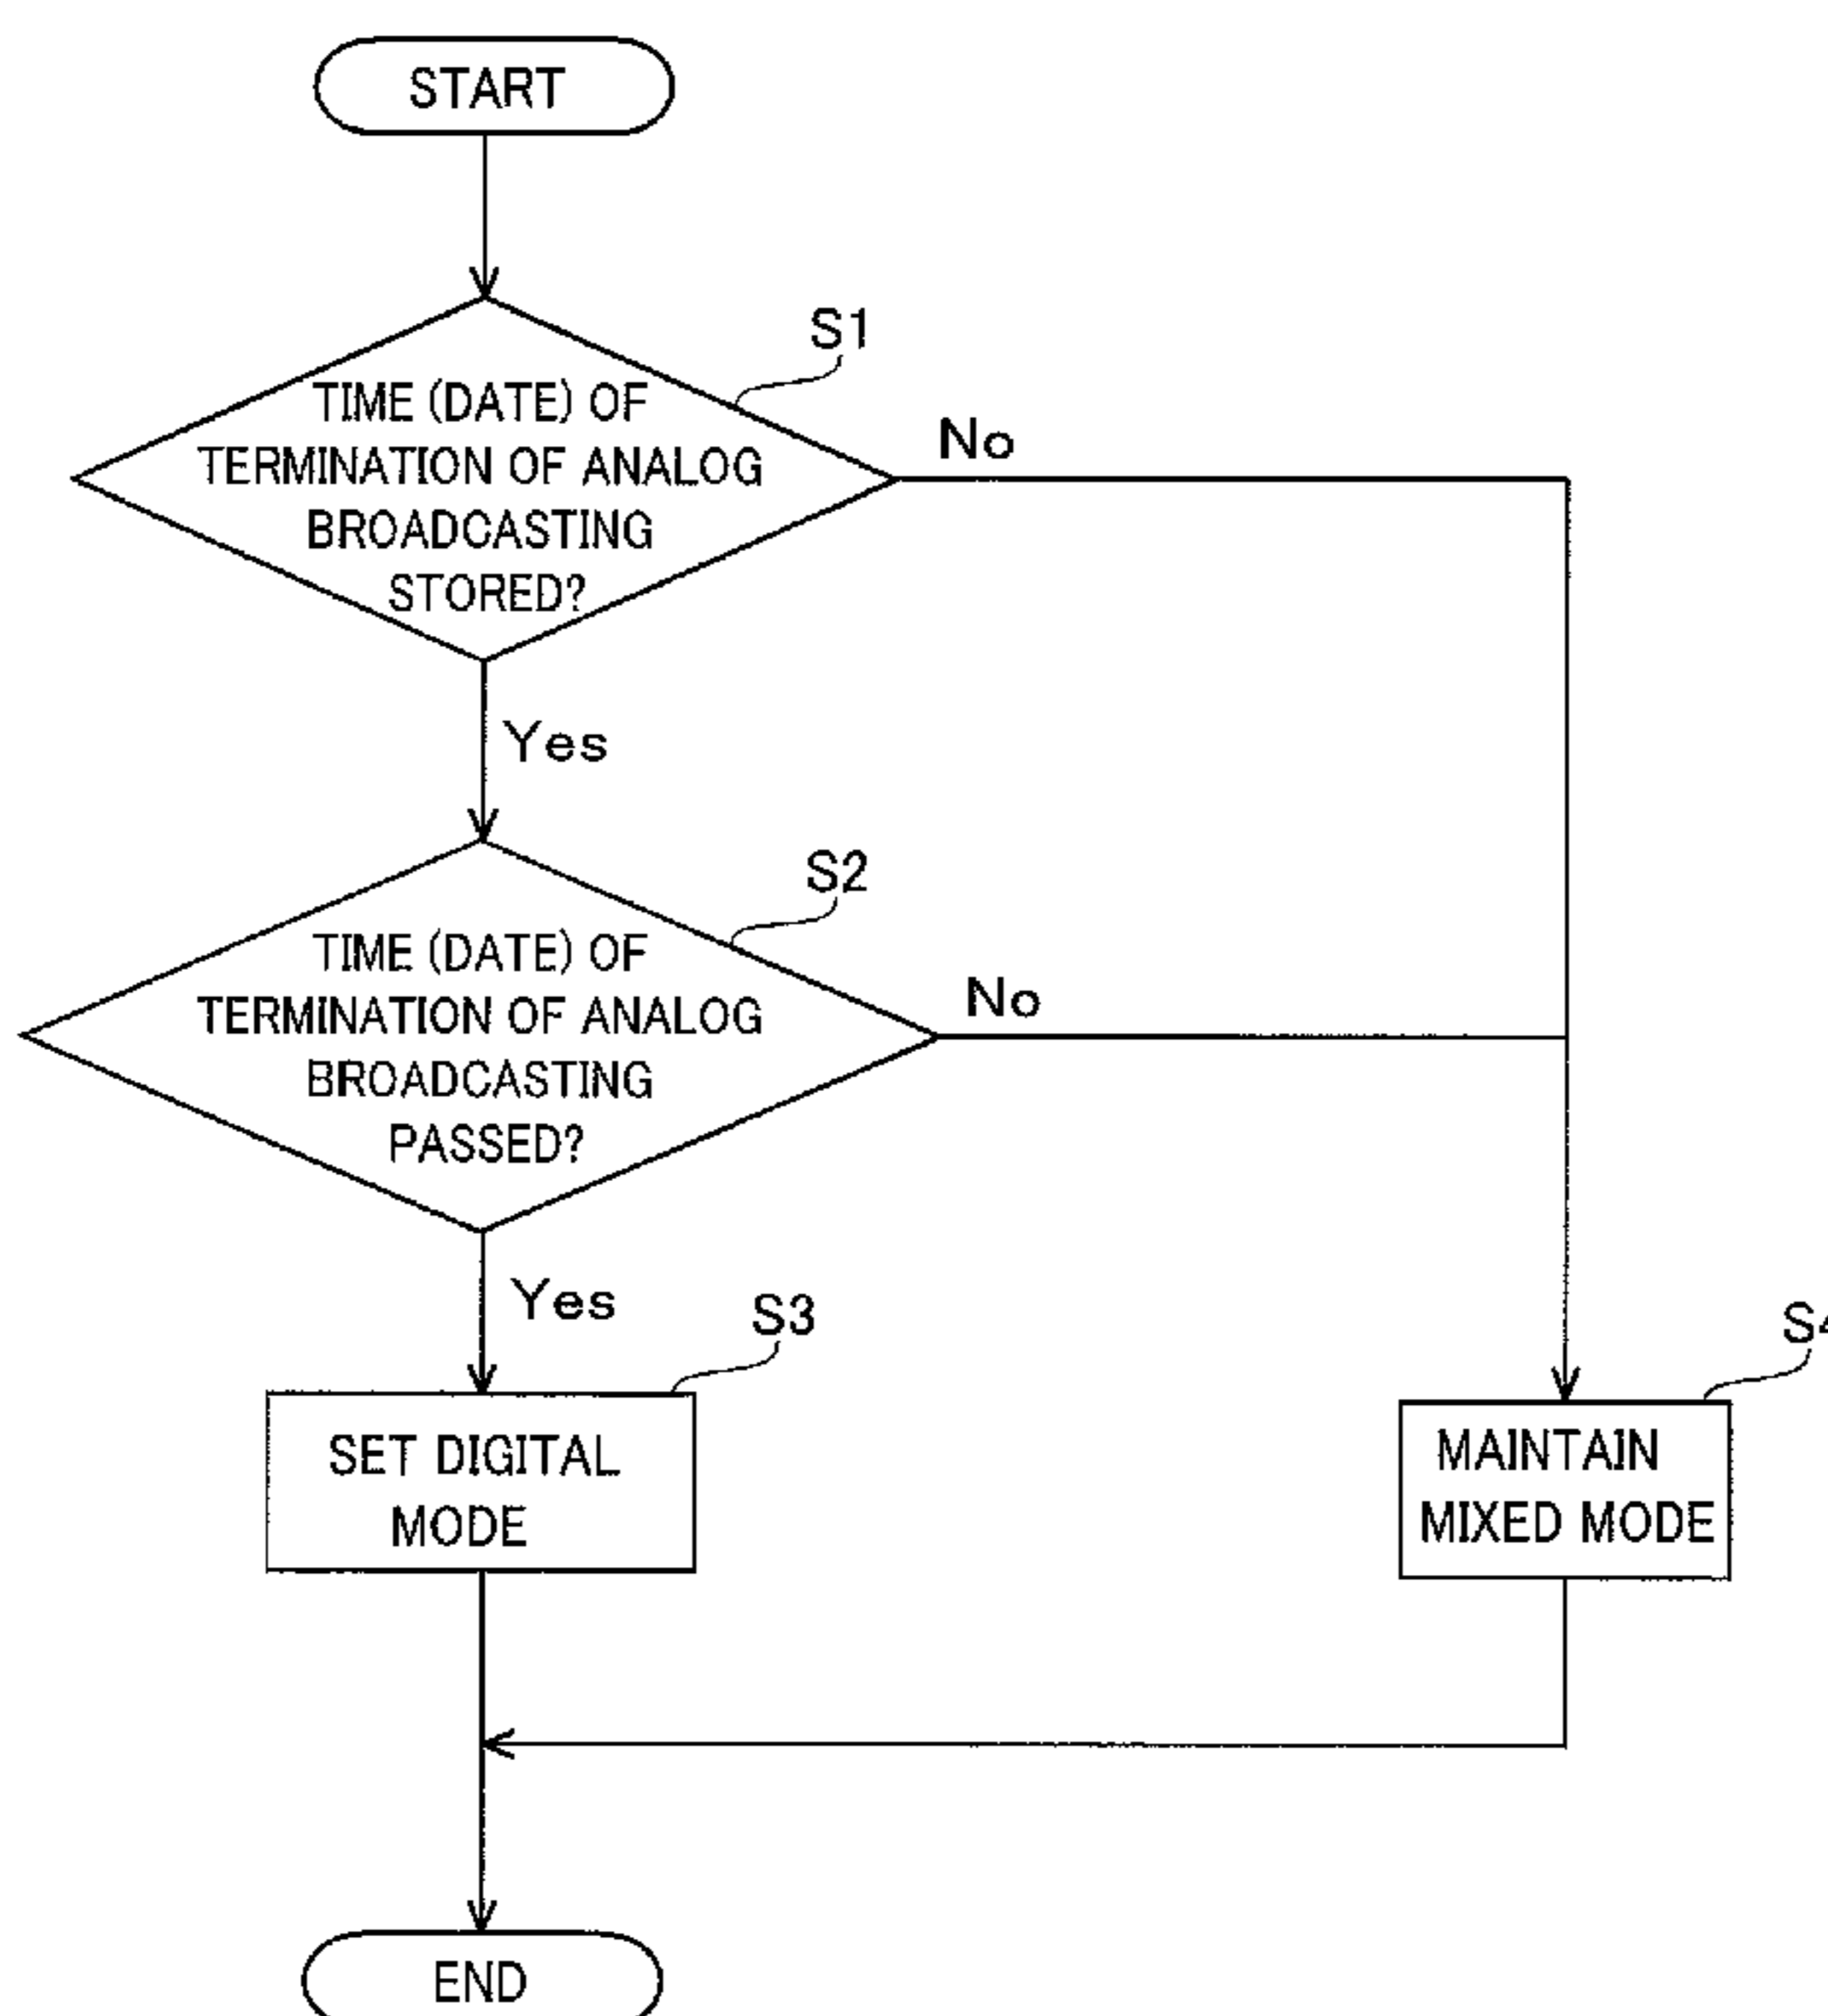 START
S1
TIME (DATE) OF
TERMINATION OF ANALOG
BROADCASTING
STORED?
No
Yes
S2
TIME (DATE) OF
TERMINATION OF ANALOG
BROADCASTING
PASSED?
No
Yes
S3
S4
SET DIGITAL
MODE
MAINTAIN
MIXED MODE
END